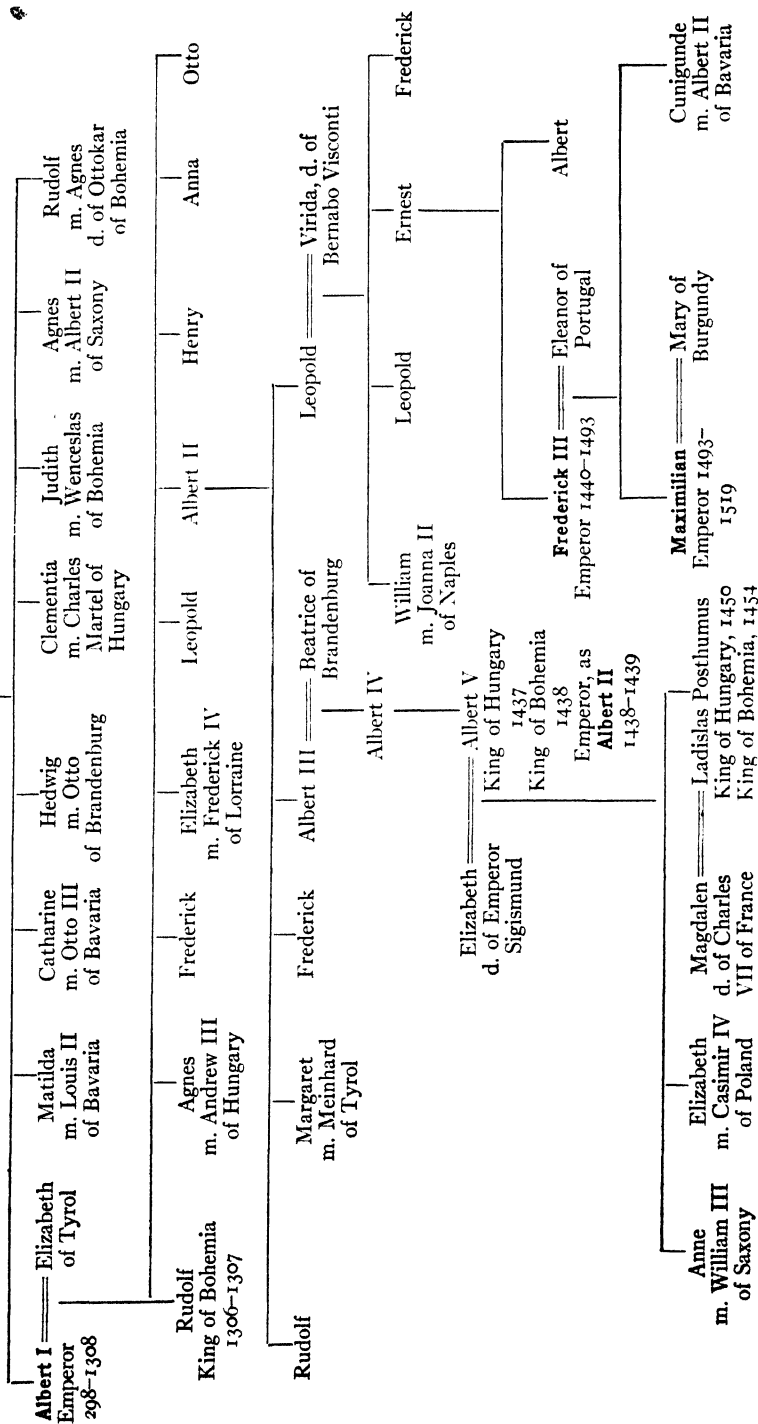 Albert I
Emperor
298–1308
Elizabeth
of Tyrol
Matilda
m. Louis II
of Bavaria
Catharine
m. Otto III
of Bavaria
Hedwig
m. Otto
of Brandenburg
Clementia
m. Charles
Martel of
Hungary
Judith
m. Wenceslas
of Bohemia
Agnes
m. Albert II
of Saxony
Rudolf
m. Agnes
d. of Ottokar
of Bohemia
Rudolf
King of Bohemia
1306–1307
Agnes
m. Andrew III
of Hungary
Frederick
Elizabeth
m. Frederick IV
of Lorraine
Leopold
Albert II
Henry
Anna
Otto
Rudolf
Margaret
m. Meinhard
of Tyrol
Frederick
Albert III
Beatrice of
Brandenburg
Leopold
Virida, d. of
Bernabo Visconti
Albert IV
William
m. Joanna II
of Naples
Leopold
Ernest
Frederick
Elizabeth
d. of Emperor
Sigismund
Albert V
King of Hungary
1437
King of Bohemia
1438
Emperor, as
Albert II
1438–1439
Frederick III
Emperor 1440–1493
Eleanor of
Portugal
Albert
Anne
m. William III
of Saxony
Elizabeth
m. Casimir IV
of Poland
Magdalen
d. of Charles
VII of France
Ladislas Posthumus
King of Hungary, 1450
King of Bohemia, 1454
Maximilian
Emperor 1493–
1519
Mary of
Burgundy
Cunigunde
m. Albert II
of Bavaria